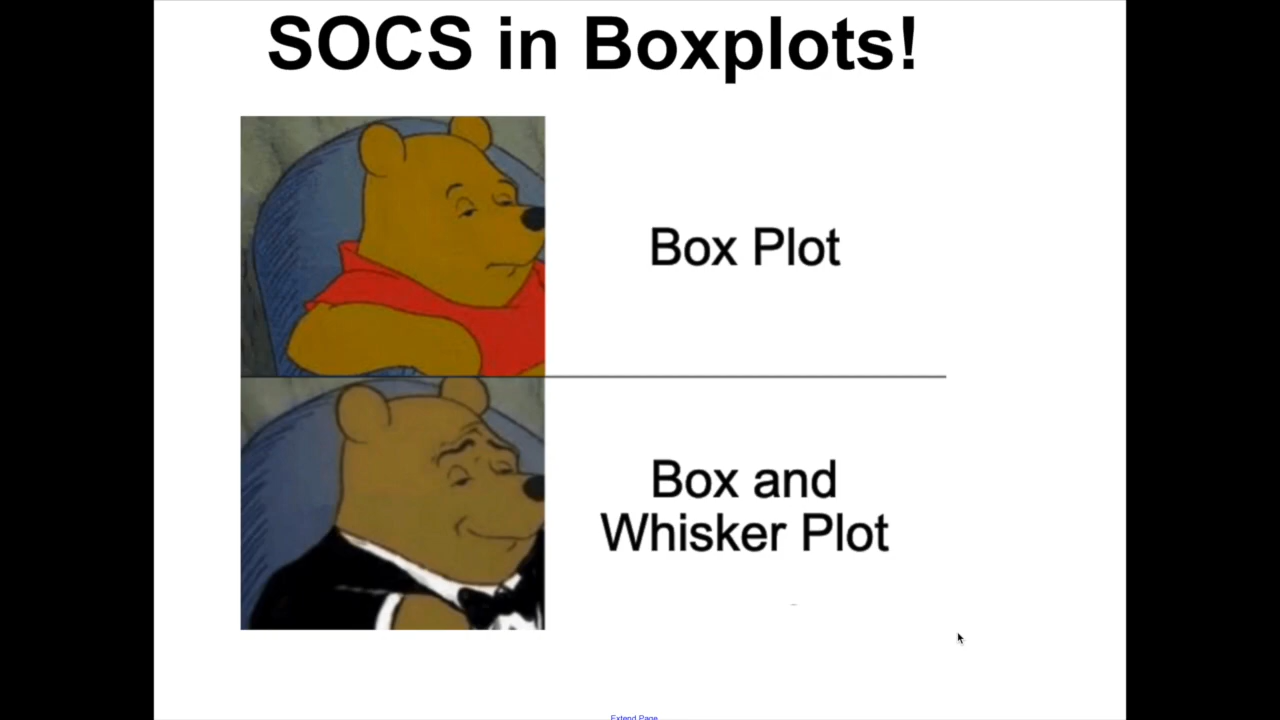 SOCS in Boxplots!
Box Plot
Box and
Whisker Plot
Extend Page